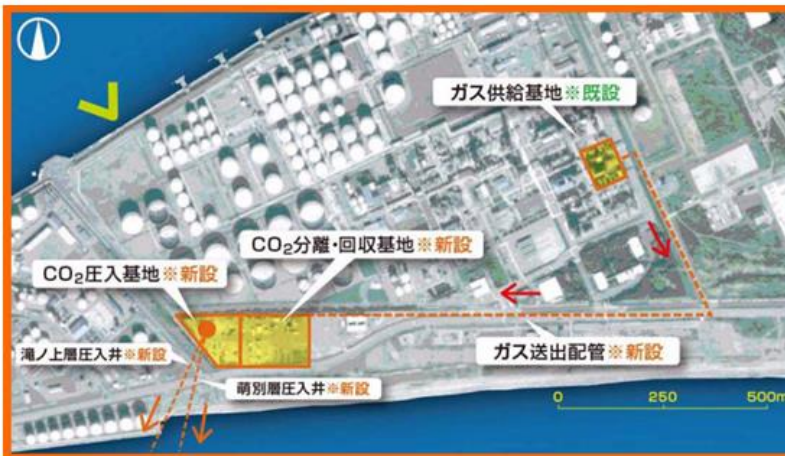 ガス供給基地※既設
CO₂分離・回収基地※新設
CO₂圧入基地※新設
滝ノ上層圧入井※新設
萌別層圧入井※新設
ガス送出配管※新設
0 250 500m